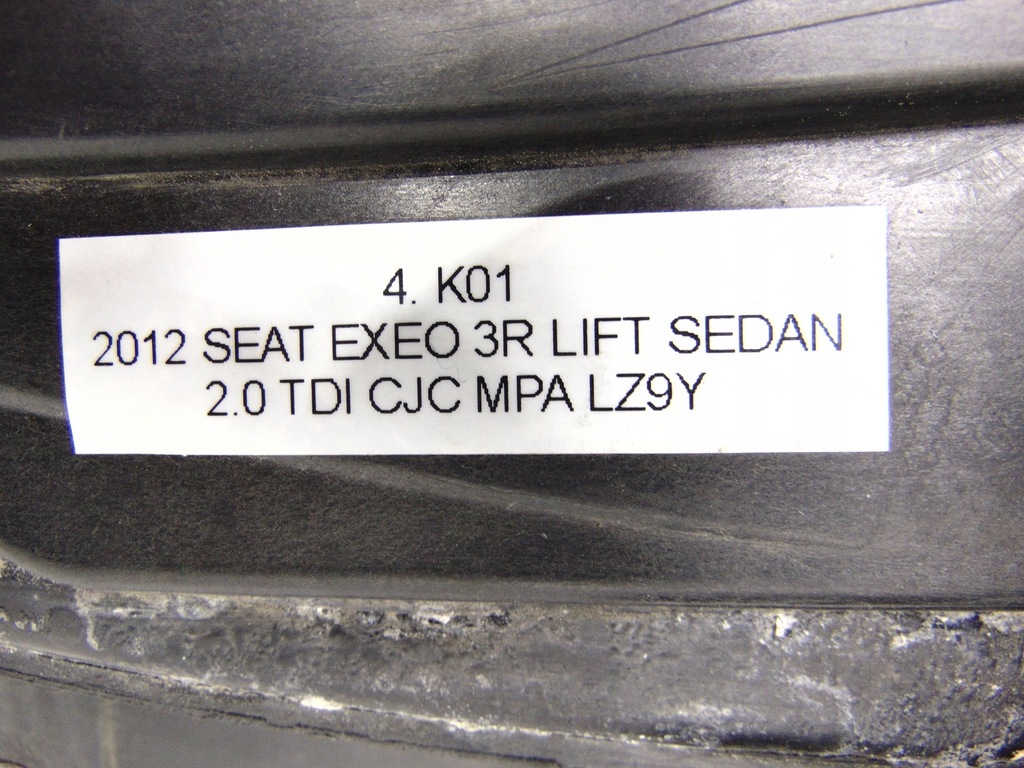 4. K01
2012 SEAT EXEO 3R LIFT SEDAN
2.0 TDI CJC MPA LZ9Y